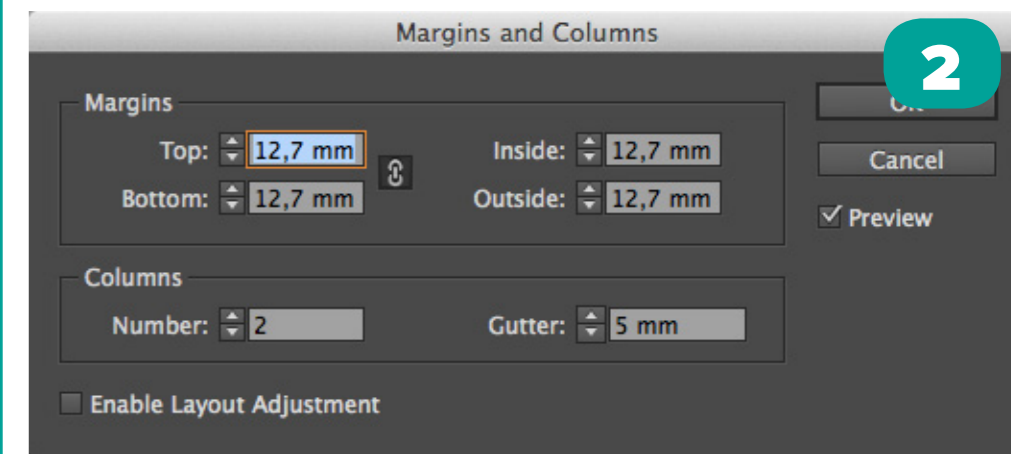 Margins and Columns
2
Margins
Top: 12,7 mm
Inside: 12,7 mm
Bottom: 12,7 mm
Outside: 12,7 mm
Cancel
Preview
Columns
Number: 2
Gutter: 5 mm
Enable Layout Adjustment